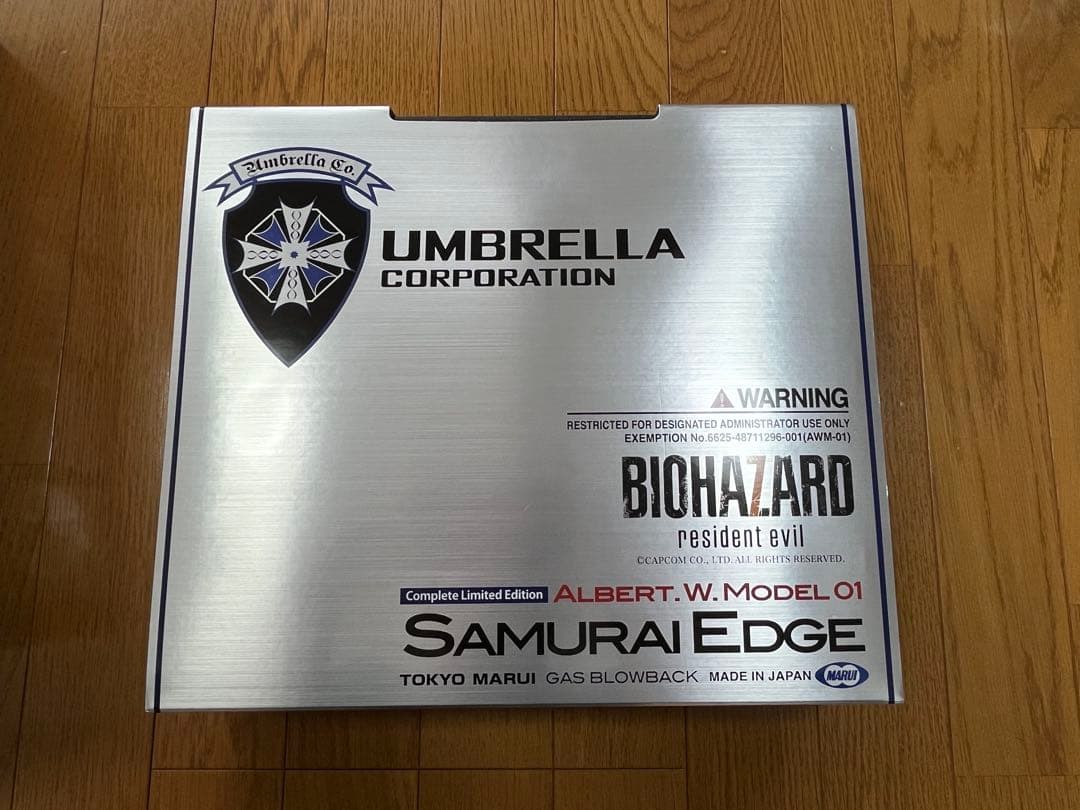 Umbrella Co.
UMBRELLA
CORPORATION
WARNING
RESTRICTED FOR DESIGNATED ADMINISTRATOR USE ONLY
EXEMPTION No.6625-48711296-001(AWM-01)
BIOHAZARD
resident evil
©CAPCOM CO., LTD. ALL RIGHTS RESERVED.
Complete Limited Edition ALBERT.W.MODEL 01
SAMURAI EDGE
TOKYO MARUI GAS BLOWBACK MADE IN JAPAN MARUI